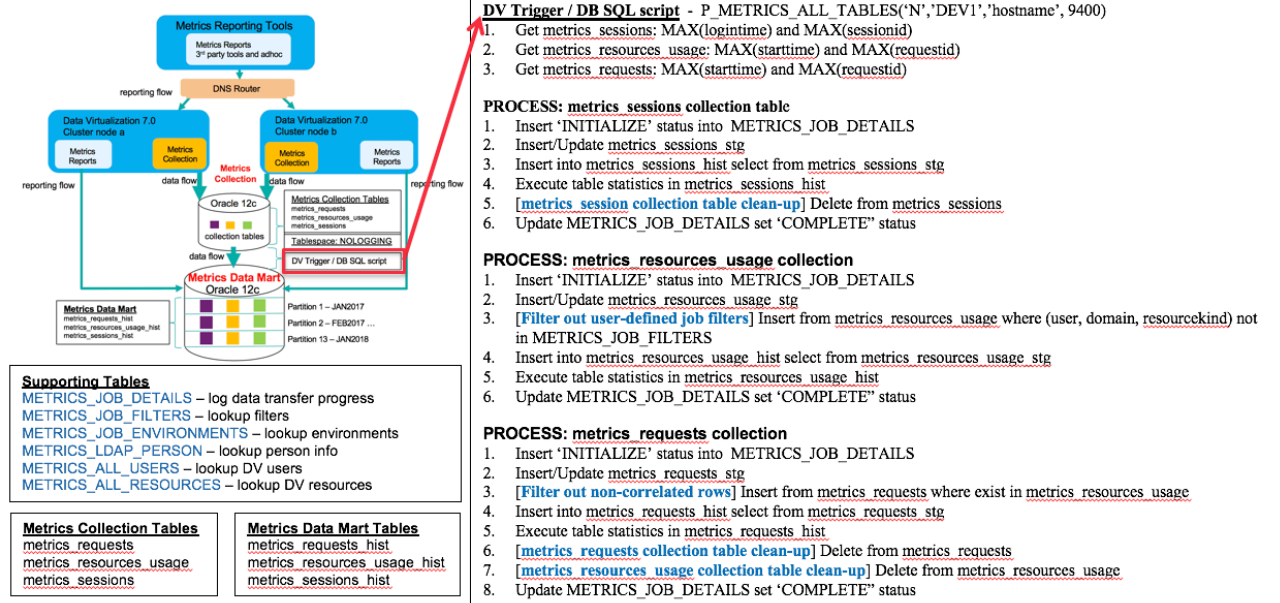 Metrics Reporting Tools
Metrics Reports
3rd party tools and adhoc
reporting flow
DNS Router
Data Virtualization 7.0
Cluster node a
Metrics
Reports
Metrics
Collection
Data Virtualization 7.0
Cluster node b
Metrics
Collection
Metrics
Reports
Metrics
Collection
reporting flow
data flow
data flow
reporting flow
Oracle 12c
collection tables
Metrics Collection Tables
metrics_requests
metrics_resources_usage
metrics_sessions
Tablespace: NOLOGGING
data flow
DV Trigger / DB SQL script
Metrics Data Mart
Oracle 12c
Metrics Data Mart
metrics_requests_hist
metrics_resources_usage_hist
metrics_sessions_hist
Partition 1 – JAN2017
Partition 2 – FEB2017 …
Partition 13 – JAN2018
Supporting Tables
METRICS_JOB_DETAILS – log data transfer progress
METRICS_JOB_FILTERS – lookup filters
METRICS_JOB_ENVIRONMENTS – lookup environments
METRICS_LDAP_PERSON – lookup person info
METRICS_ALL_USERS – lookup DV users
METRICS_ALL_RESOURCES – lookup DV resources
Metrics Collection Tables
metrics_requests
metrics_resources_usage
metrics_sessions
Metrics Data Mart Tables
metrics_requests_hist
metrics_resources_usage_hist
metrics_sessions_hist
DV Trigger / DB SQL script - P_METRICS_ALL_TABLES(‘N’,’DEV1’,’hostname’, 9400)
1. Get metrics_sessions: MAX(logintime) and MAX(sessionid)
2. Get metrics_resources_usage: MAX(starttime) and MAX(requestid)
3. Get metrics_requests: MAX(starttime) and MAX(requestid)
PROCESS: metrics_sessions collection table
1. Insert ‘INITIALIZE’ status into METRICS_JOB_DETAILS
2. Insert/Update metrics_sessions_stg
3. Insert into metrics_sessions_hist select from metrics_sessions_stg
4. Execute table statistics in metrics_sessions_hist
5. [metrics_session collection table clean-up] Delete from metrics_sessions
6. Update METRICS_JOB_DETAILS set ‘COMPLETE” status
PROCESS: metrics_resources_usage collection
1. Insert ‘INITIALIZE’ status into METRICS_JOB_DETAILS
2. Insert/Update metrics_resources_usage_stg
3. [Filter out user-defined job filters] Insert from metrics_resources_usage where (user, domain, resourcekind) not
in METRICS_JOB_FILTERS
4. Insert into metrics_resources_usage_hist select from metrics_resources_usage_stg
5. Execute table statistics in metrics_resources_usage_hist
6. Update METRICS_JOB_DETAILS set ‘COMPLETE” status
PROCESS: metrics_requests collection
1. Insert ‘INITIALIZE’ status into METRICS_JOB_DETAILS
2. Insert/Update metrics_requests_stg
3. [Filter out non-correlated rows] Insert from metrics_requests where exist in metrics_resources_usage
4. Insert into metrics_requests_hist select from metrics_requests_stg
5. Execute table statistics in metrics_requests_hist
6. [metrics_requests collection table clean-up] Delete from metrics_requests
7. [metrics_resources_usage collection table clean-up] Delete from metrics_resources_usage
8. Update METRICS_JOB_DETAILS set ‘COMPLETE” status